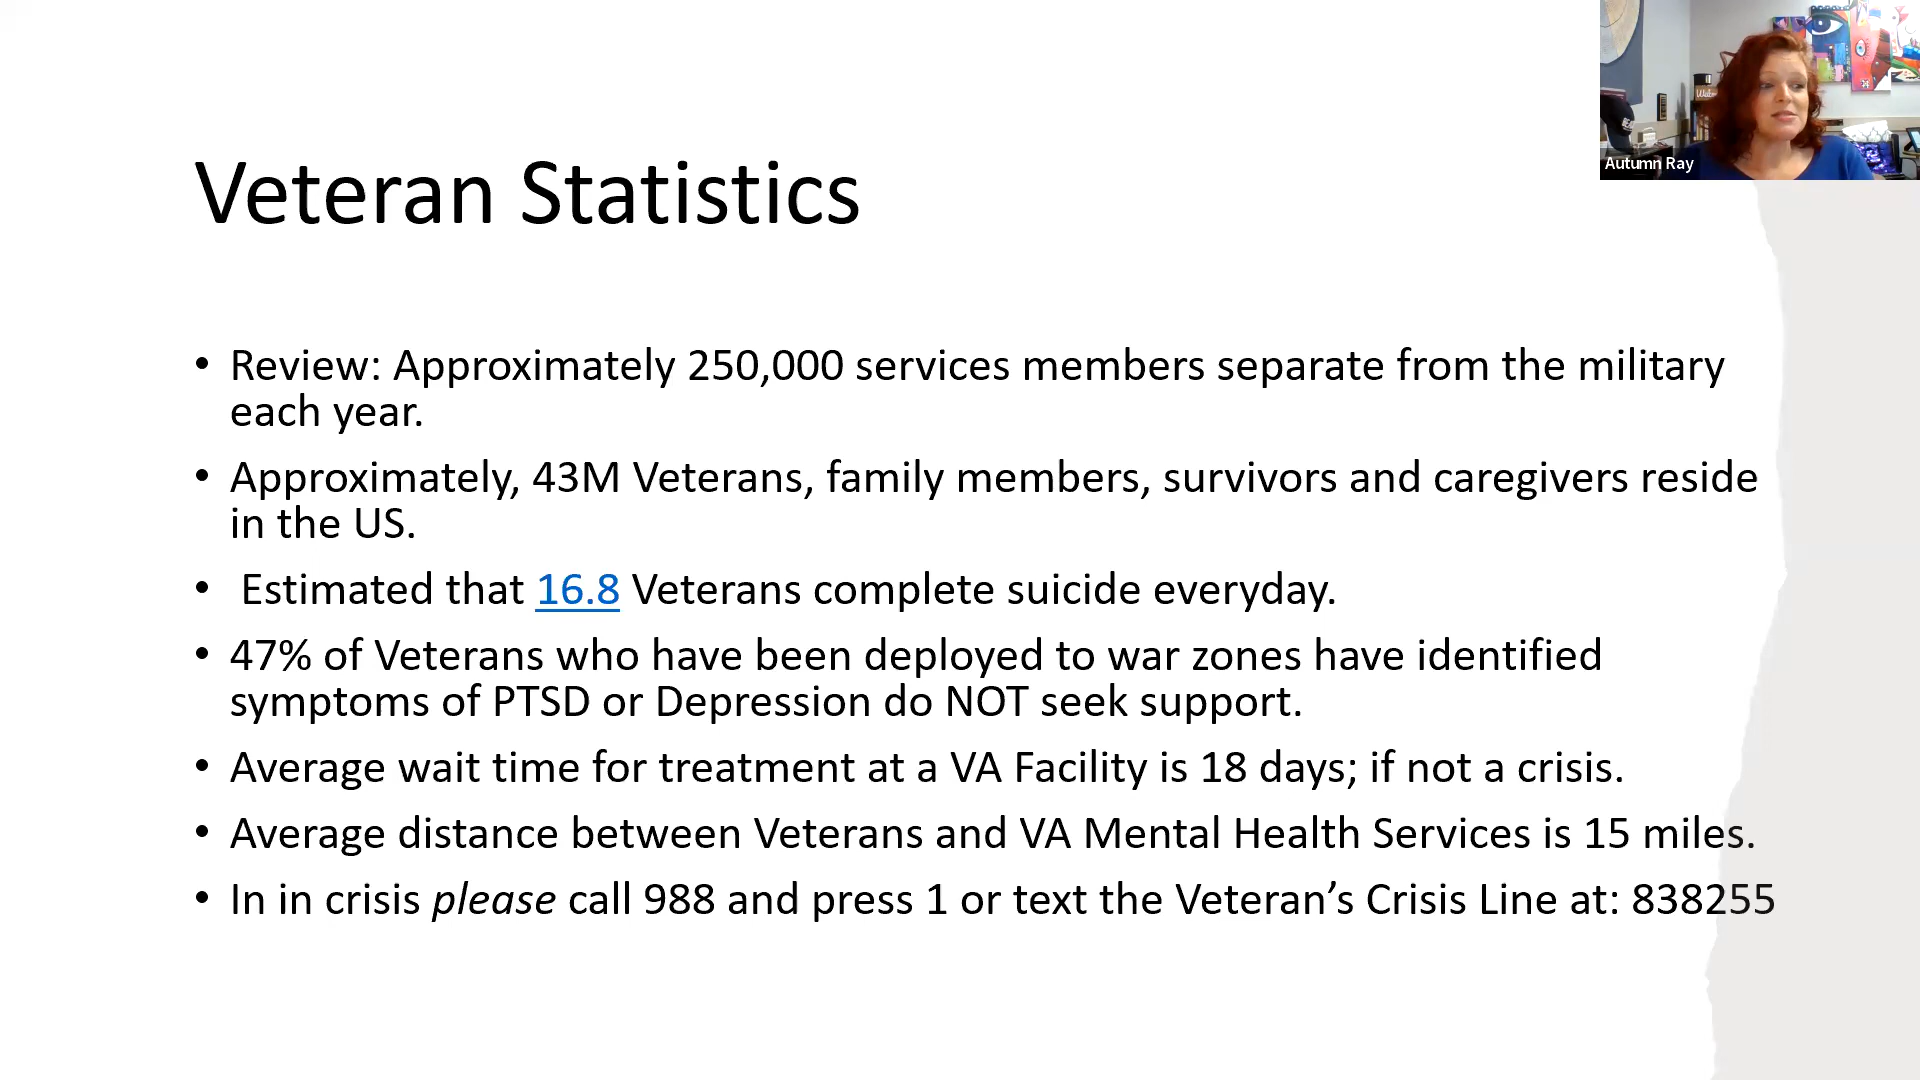 Autumn Ray
Veteran Statistics
• Review: Approximately 250,000 services members separate from the military
each year.
• Approximately, 43M Veterans, family members, survivors and caregivers reside
in the US.
• Estimated that 16.8 Veterans complete suicide everyday.
• 47% of Veterans who have been deployed to war zones have identified
symptoms of PTSD or Depression do NOT seek support.
• Average wait time for treatment at a VA Facility is 18 days; if not a crisis.
• Average distance between Veterans and VA Mental Health Services is 15 miles.
• In in crisis please call 988 and press 1 or text the Veteran’s Crisis Line at: 838255